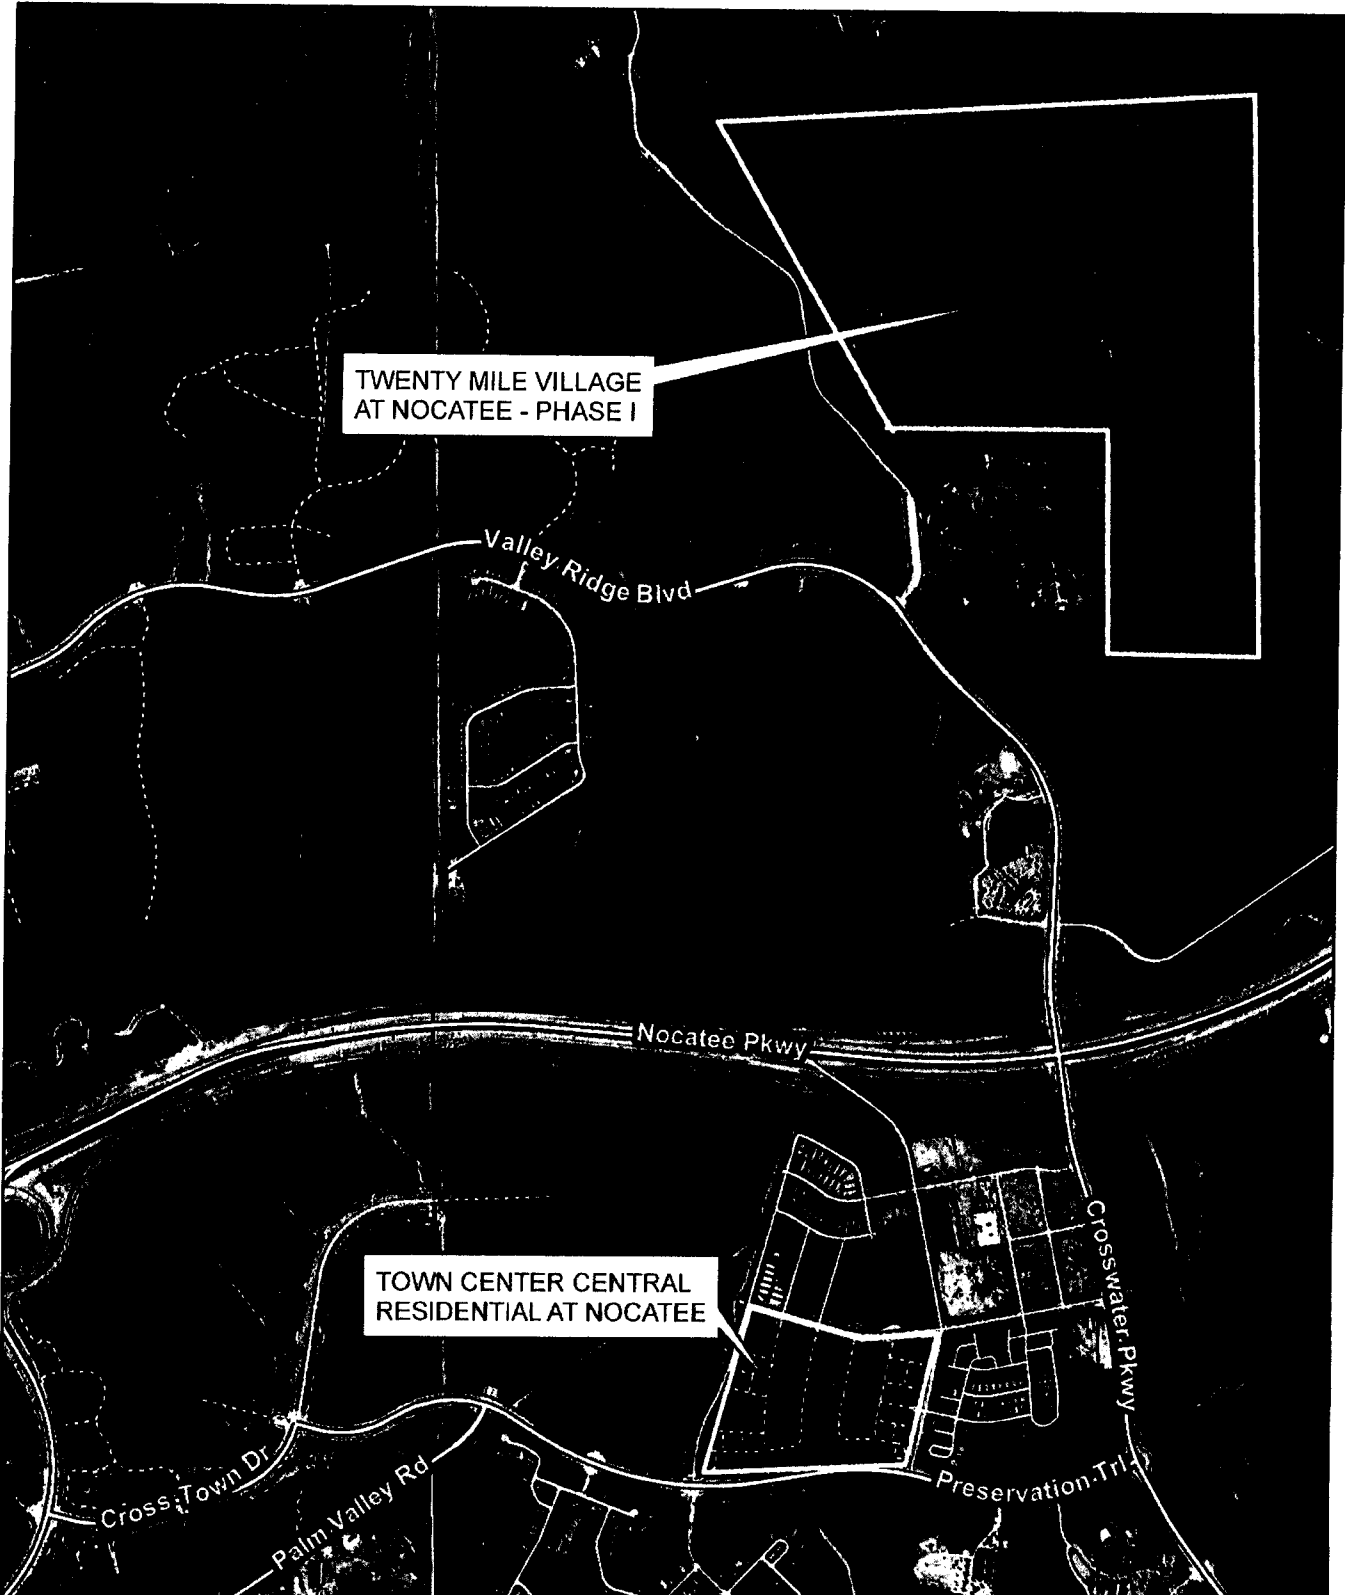 TWENTY MILE VILLAGE
AT NOCATEE - PHASE I
Valley Ridge Blvd
Nocatee Pkwy
TOWN CENTER CENTRAL
RESIDENTIAL AT NOCATEE
Crosswater Pkwy
Cross Town Dr
Palm Valley Rd
Preservation Trl